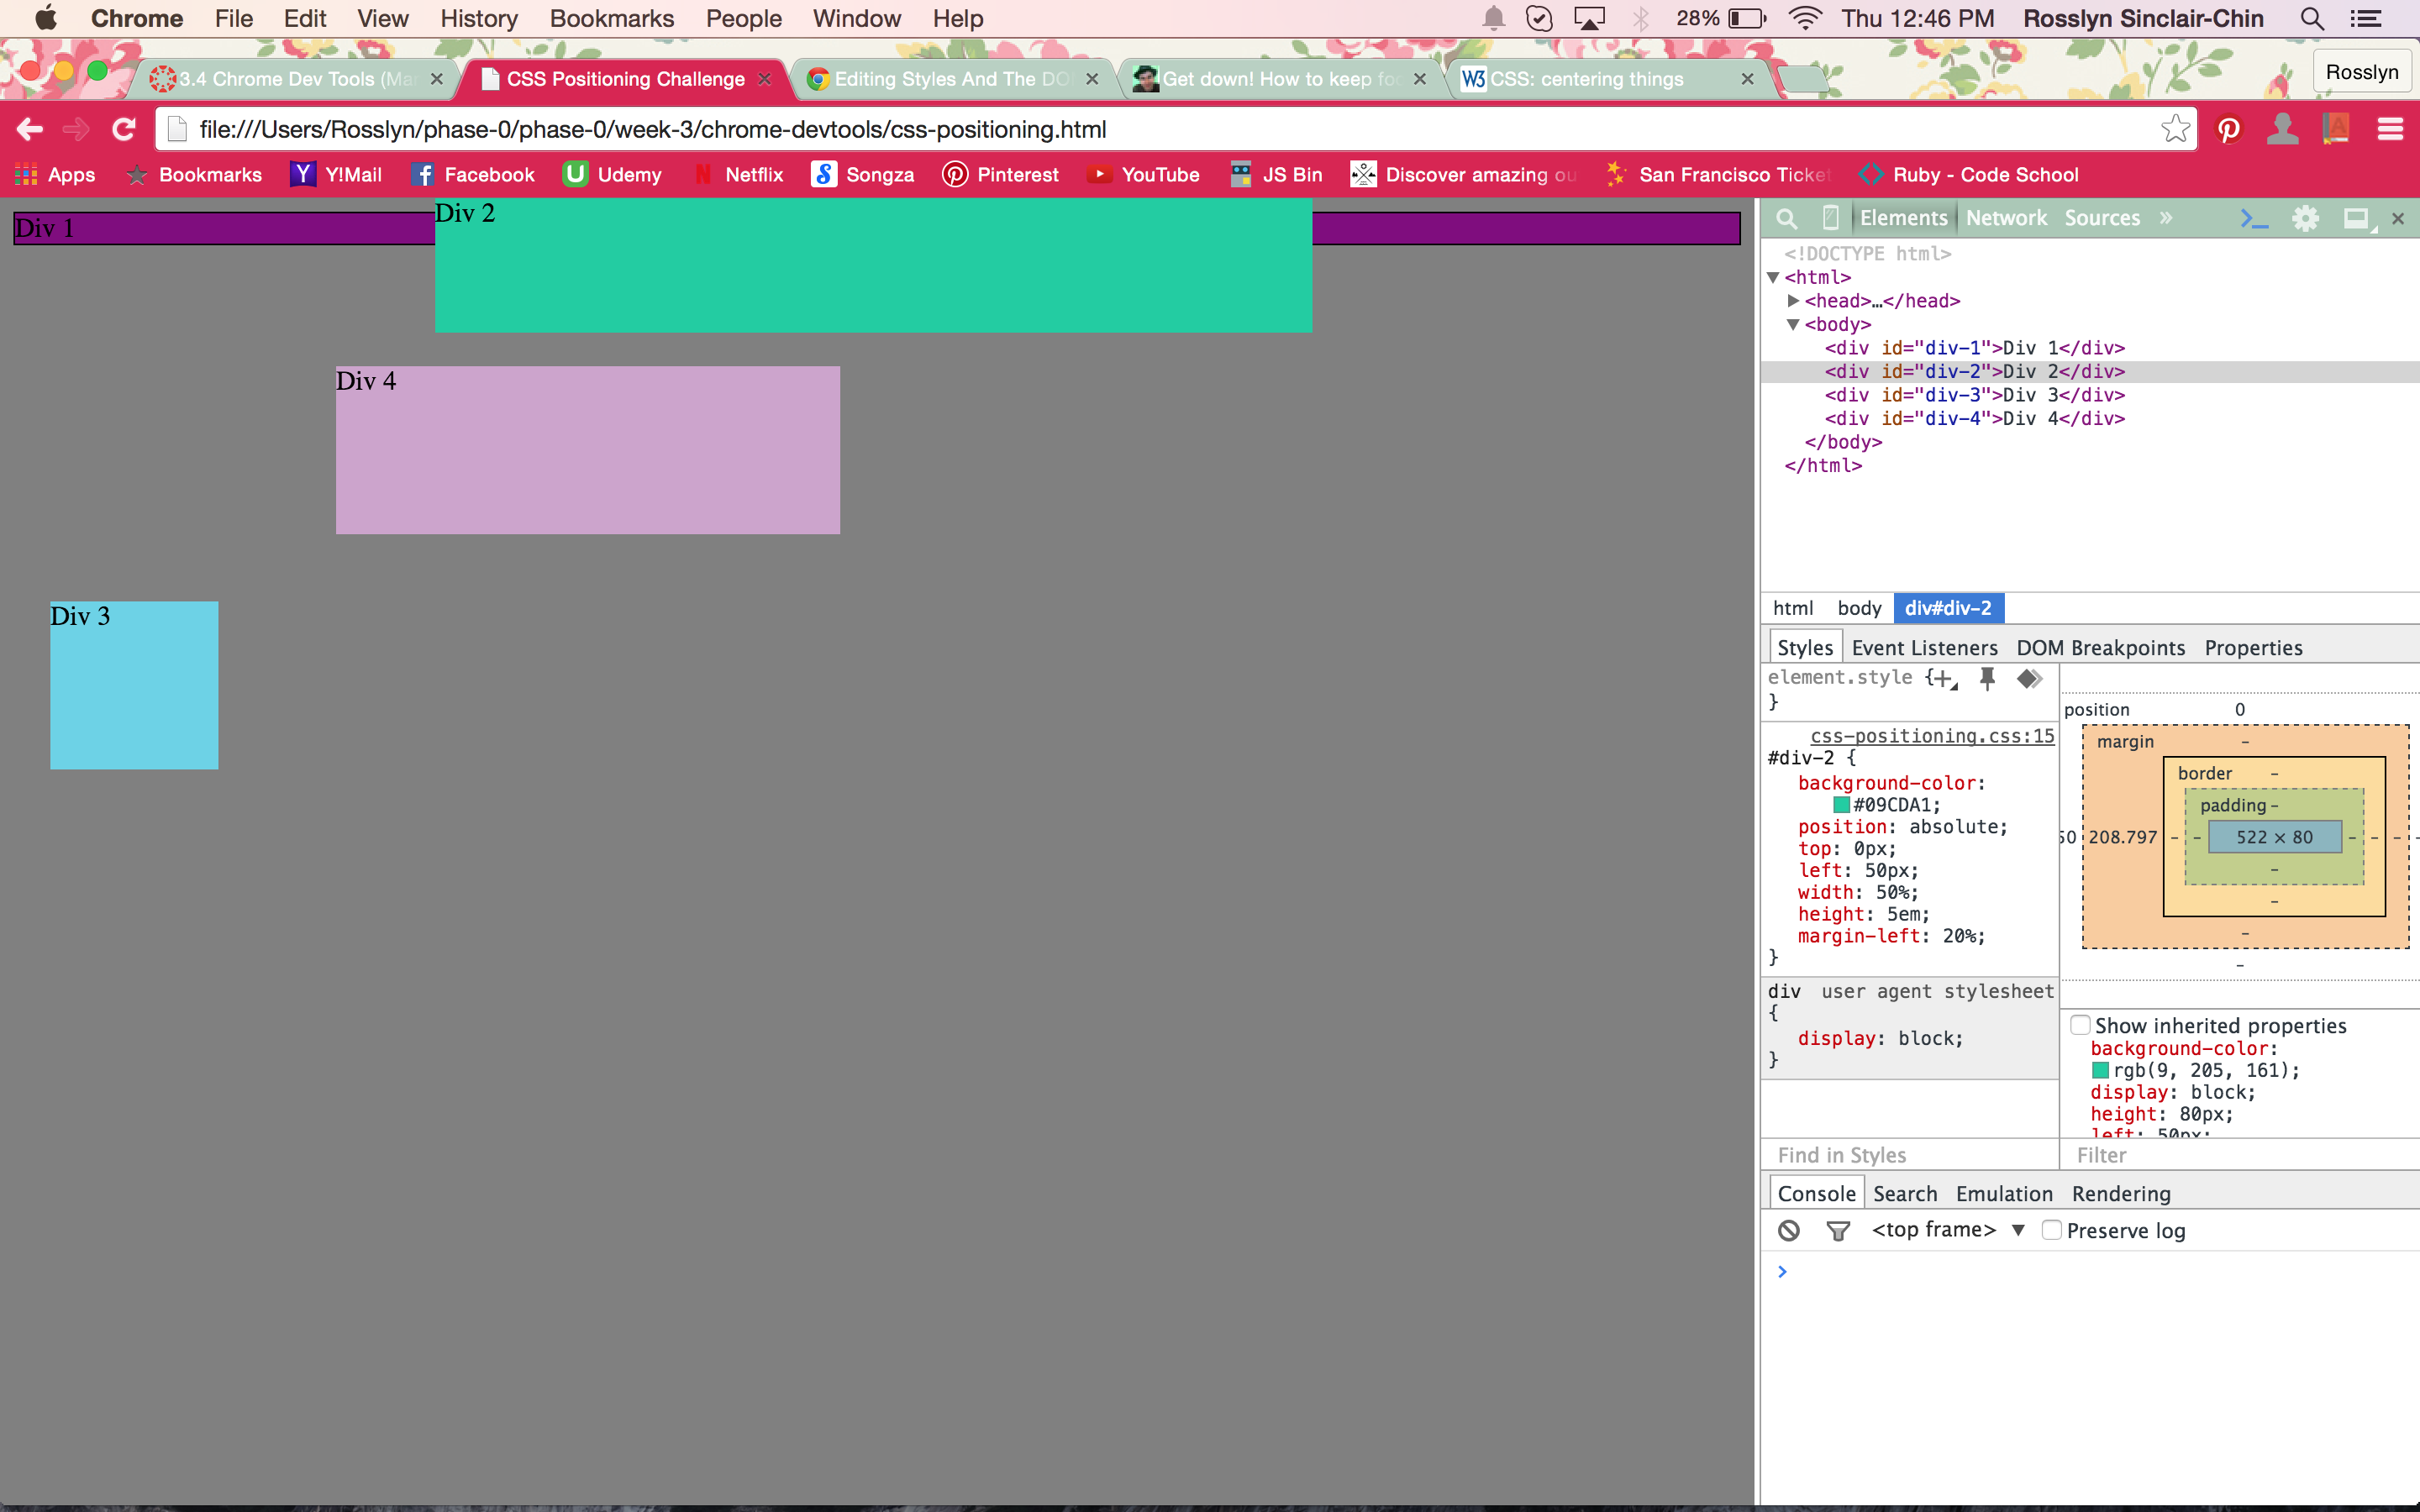 Chrome File Edit View History Bookmarks People Window Help 28% Thu 12:46 PM Rosslyn Sinclair-Chin
3.4 Chrome Dev Tools (Ma CSS Positioning Challenge Editing Styles And The DO Get down! How to keep fo W3 CSS: centering things Rosslyn
file:///Users/Rosslyn/phase-0/phase-0/week-3/chrome-devtools/css-positioning.html
Apps Bookmarks Y!Mail Facebook Udemy Netflix Songza Pinterest YouTube JS Bin Discover amazing ou San Francisco Ticket Ruby - Code School
Div 1
Div 2
Div 4
Div 3
Elements Network Sources »
<!DOCTYPE html>
<html>
<head>…</head>
<body>
<div id="div-1">Div 1</div>
<div id="div-2">Div 2</div>
<div id="div-3">Div 3</div>
<div id="div-4">Div 4</div>
</body>
</html>
html body div#div-2
Styles Event Listeners DOM Breakpoints Properties
element.style {
}
css-positioning.css:15
#div-2 {
background-color:
#09CDA1;
position: absolute;
top: 0px;
left: 50px;
width: 50%;
height: 5em;
margin-left: 20%;
}
div user agent stylesheet
{
display: block;
}
position 0
margin -
border -
padding -
208.797 - - 522 × 80 - - - -
-
-
-
-
Show inherited properties
background-color:
rgb(9, 205, 161);
display: block;
height: 80px;
left: 50px;
Find in Styles Filter
Console Search Emulation Rendering
<top frame> ▼ Preserve log
>